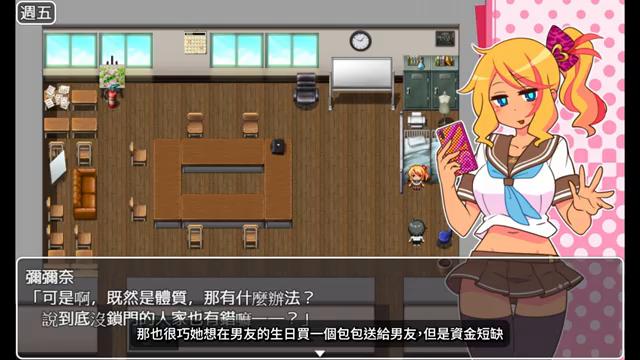 週五
彌彌奈
「可是啊，既然是體質，那有什麼辦法？
說到底沒鎖門的人家也有錯嘛——？」
那也很巧她想在男友的生日買一個包包送給男友，但是資金短缺